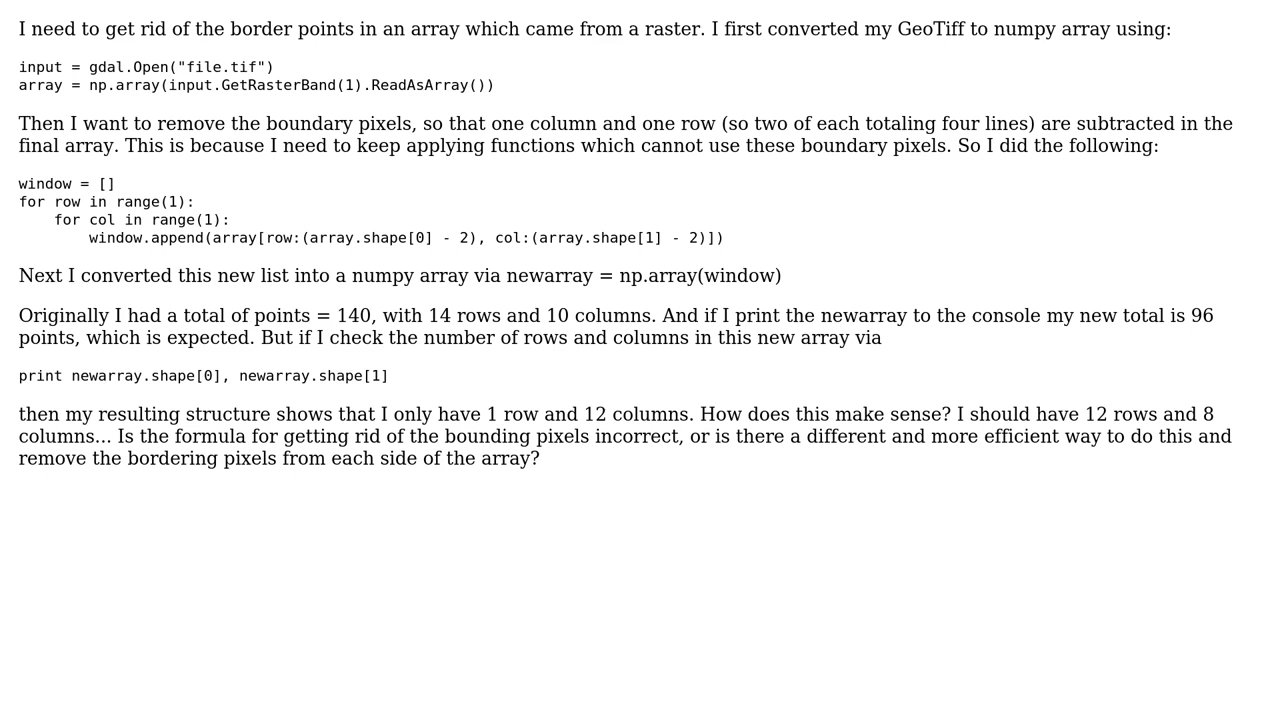 I need to get rid of the border points in an array which came from a raster. I first converted my GeoTiff to numpy array using:
input = gdal.Open("file.tif")
array = np.array(input.GetRasterBand(1).ReadAsArray())
Then I want to remove the boundary pixels, so that one column and one row (so two of each totaling four lines) are subtracted in the
final array. This is because I need to keep applying functions which cannot use these boundary pixels. So I did the following:
window = []
for row in range(1):
    for col in range(1):
        window.append(array[row:(array.shape[0] - 2), col:(array.shape[1] - 2)])
Next I converted this new list into a numpy array via newarray = np.array(window)
Originally I had a total of points = 140, with 14 rows and 10 columns. And if I print the newarray to the console my new total is 96
points, which is expected. But if I check the number of rows and columns in this new array via
print newarray.shape[0], newarray.shape[1]
then my resulting structure shows that I only have 1 row and 12 columns. How does this make sense? I should have 12 rows and 8
columns... Is the formula for getting rid of the bounding pixels incorrect, or is there a different and more efficient way to do this and
remove the bordering pixels from each side of the array?